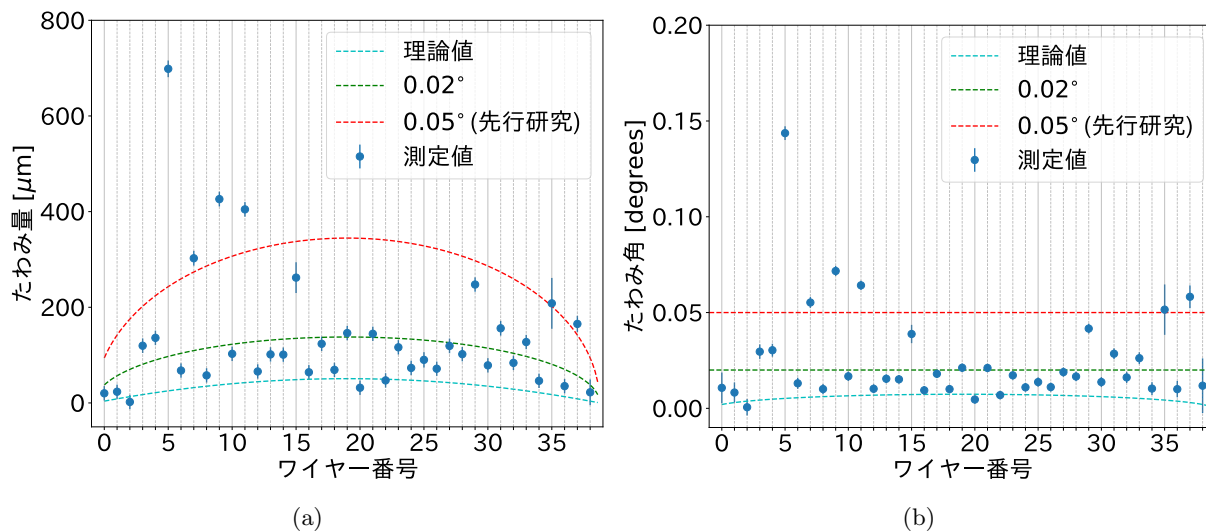 たわみ量 [μm]
800
600
400
200
0
理論値
0.02°
0.05° (先行研究)
測定値
0 5 10 15 20 25 30 35
ワイヤー番号
(a)
たわみ角 [degrees]
0.20
0.15
0.10
0.05
0.00
理論値
0.02°
0.05° (先行研究)
測定値
0 5 10 15 20 25 30 35
ワイヤー番号
(b)